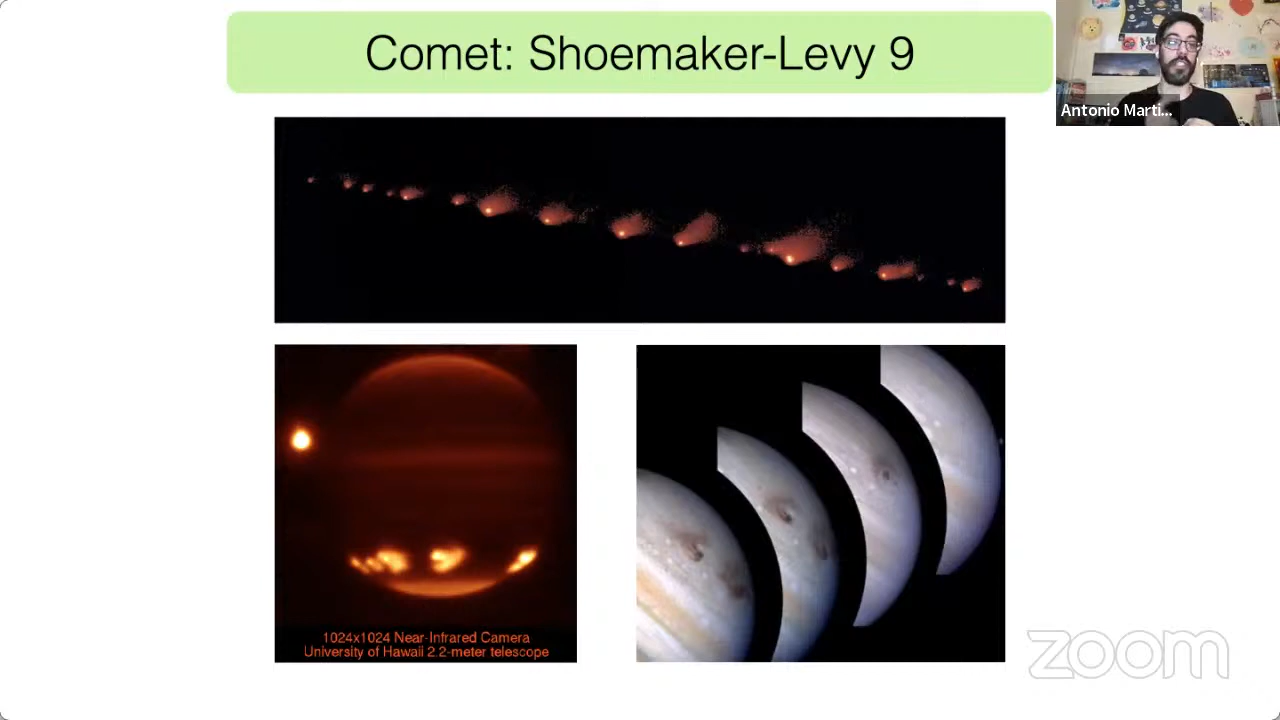 Comet: Shoemaker-Levy 9
Antonio Marti...
1024x1024 Near-Infrared Camera
University of Hawaii 2.2-meter telescope
zoom